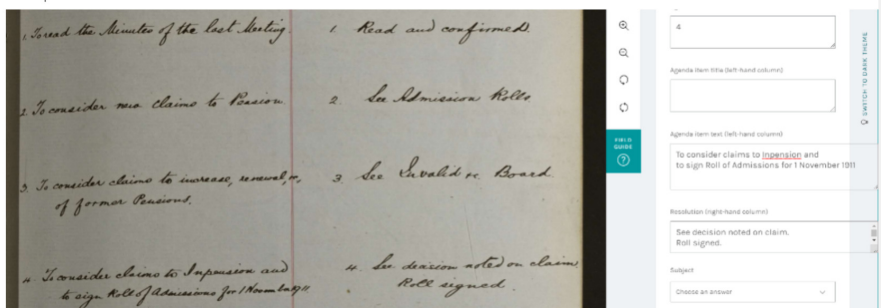 1. To read the Minutes of the last Meeting.
1. Read and confirmed.
2. To consider new claims to Pension.
2. See Admission Rolls
3. To consider claims to increase, renewal, &c,
of former Pensions.
3. See Invalid &c. Board.
4. To consider claims to Inpension and
to sign Roll of Admissions for 1 November 1911
4. See decision noted on claim.
Roll signed.
FIELD
GUIDE
?
4
Agenda item title (left-hand column)
Agenda item text (left-hand column)
To consider claims to Inpension and
to sign Roll of Admissions for 1 November 1911
Resolution (right-hand column)
See decision noted on claim.
Roll signed.
Subject
Choose an answer
SWITCH TO DARK THEME